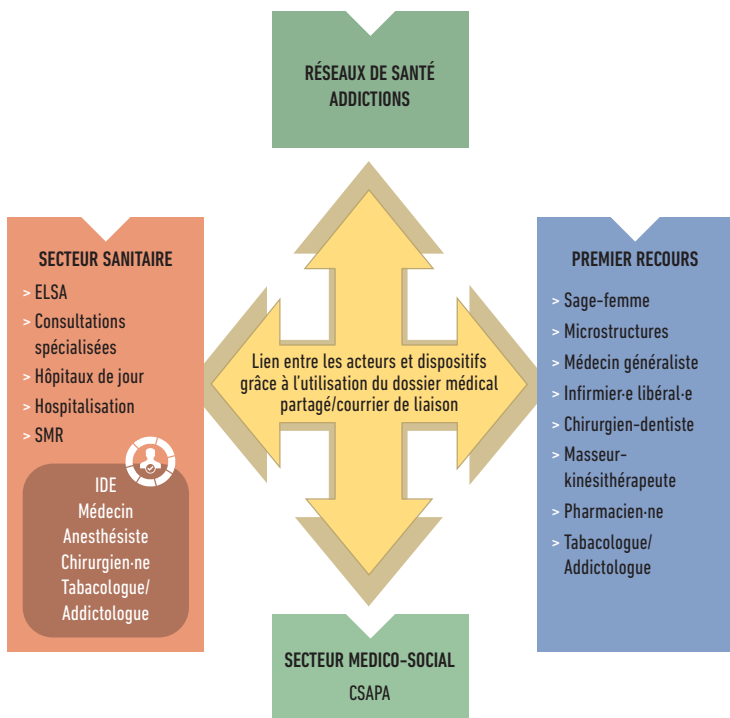 RÉSEAUX DE SANTÉ
ADDICTIONS
SECTEUR SANITAIRE
> ELSA
> Consultations
spécialisées
> Hôpitaux de jour
> Hospitalisation
> SMR
IDE
Médecin
Anesthésiste
Chirurgien·ne
Tabacologue/
Addictologue
Lien entre les acteurs et dispositifs
grâce à l'utilisation du dossier médical
partagé/courrier de liaison
PREMIER RECOURS
> Sage-femme
> Microstructures
> Médecin généraliste
> Infirmier·e libéral·e
> Chirurgien-dentiste
> Masseur-
kinésithérapeute
> Pharmacien·ne
> Tabacologue/
Addictologue
SECTEUR MEDICO-SOCIAL
CSAPA